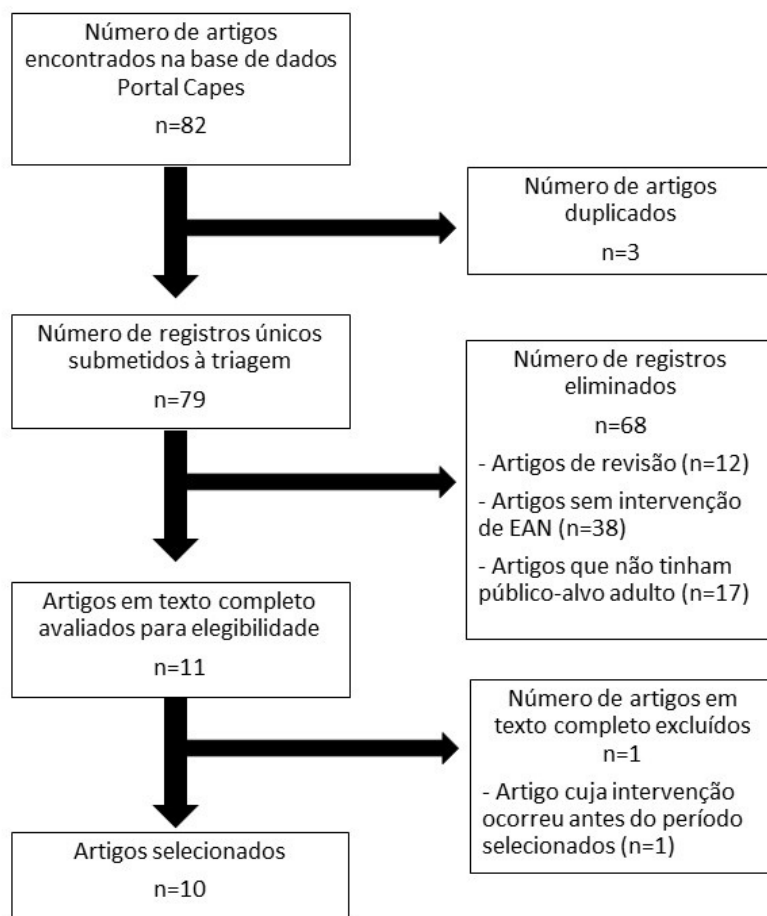 Número de artigos
encontrados na base de dados
Portal Capes
n=82
Número de artigos
duplicados
n=3
Número de registros únicos
submetidos à triagem
n=79
Número de registros
eliminados
n=68
- Artigos de revisão (n=12)
- Artigos sem intervenção
de EAN (n=38)
- Artigos que não tinham
público-alvo adulto (n=17)
Artigos em texto completo
avaliados para elegibilidade
n=11
Número de artigos em
texto completo excluídos
n=1
- Artigo cuja intervenção
ocorreu antes do período
selecionados (n=1)
Artigos selecionados
n=10